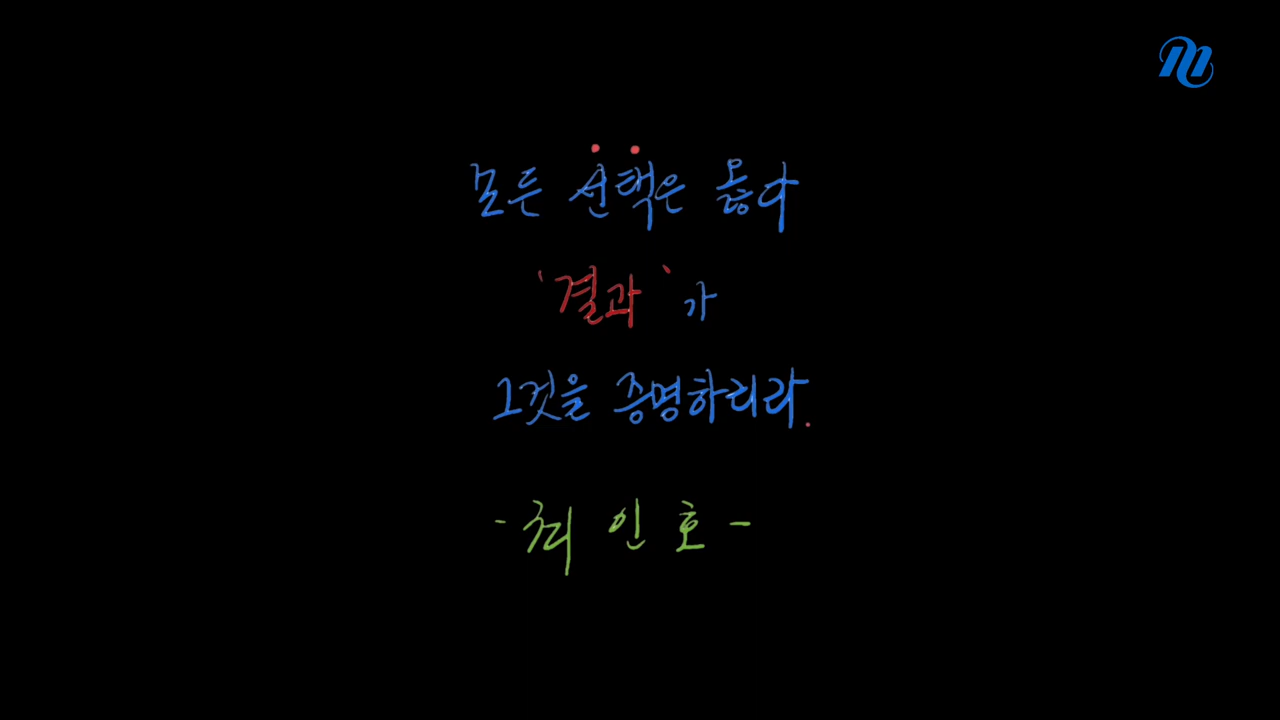 모든 선택은 옳다
'결과'가
그것을 증명하리라.
- 최인호 -